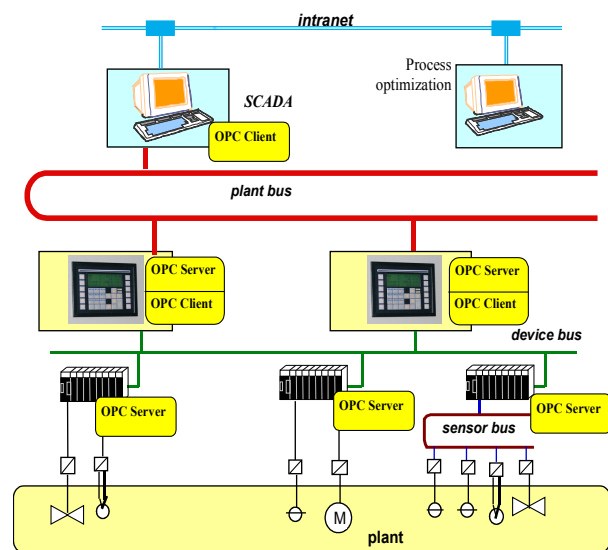 intranet
Process
optimization
SCADA
OPC Client
plant bus
OPC Server
OPC Client
OPC Server
OPC Client
device bus
OPC Server
OPC Server
OPC Server
sensor bus
M
plant